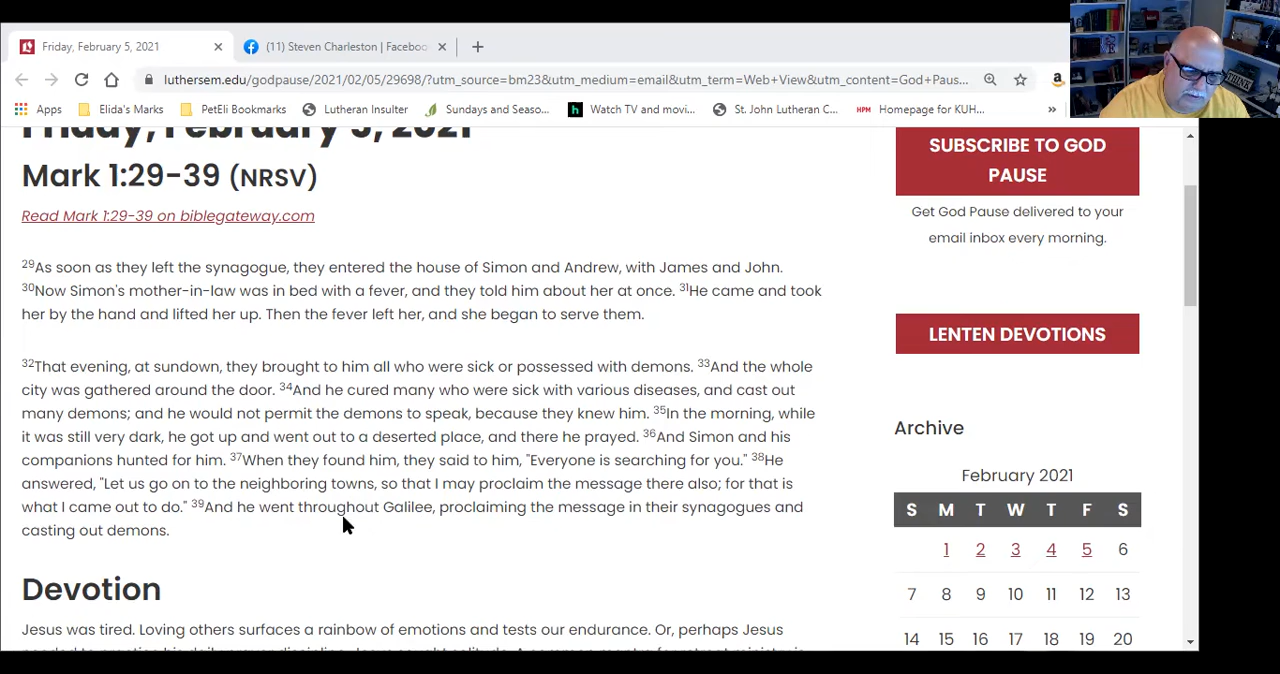 Friday, February 5, 2021
(11) Steven Charleston | Faceboo
luthersem.edu/godpause/2021/02/05/29698/?utm_source=bm23&utm_medium=email&utm_term=Web+View&utm_content=God+Paus...
Apps Elida's Marks PetEli Bookmarks Lutheran Insulter Sundays and Seaso... h Watch TV and movi... St. John Lutheran C... HPM Homepage for KUH... »
THINK
Friday, February 5, 2021
Mark 1:29-39 (NRSV)
Read Mark 1:29-39 on biblegateway.com
29As soon as they left the synagogue, they entered the house of Simon and Andrew, with James and John.
30Now Simon's mother-in-law was in bed with a fever, and they told him about her at once. 31He came and took
her by the hand and lifted her up. Then the fever left her, and she began to serve them.
32That evening, at sundown, they brought to him all who were sick or possessed with demons. 33And the whole
city was gathered around the door. 34And he cured many who were sick with various diseases, and cast out
many demons; and he would not permit the demons to speak, because they knew him. 35In the morning, while
it was still very dark, he got up and went out to a deserted place, and there he prayed. 36And Simon and his
companions hunted for him. 37When they found him, they said to him, "Everyone is searching for you." 38He
answered, "Let us go on to the neighboring towns, so that I may proclaim the message there also; for that is
what I came out to do." 39And he went throughout Galilee, proclaiming the message in their synagogues and
casting out demons.
Devotion
Jesus was tired. Loving others surfaces a rainbow of emotions and tests our endurance. Or, perhaps Jesus
SUBSCRIBE TO GOD
PAUSE
Get God Pause delivered to your
email inbox every morning.
LENTEN DEVOTIONS
Archive
February 2021
S M T W T F S
1 2 3 4 5 6
7 8 9 10 11 12 13
14 15 16 17 18 19 20